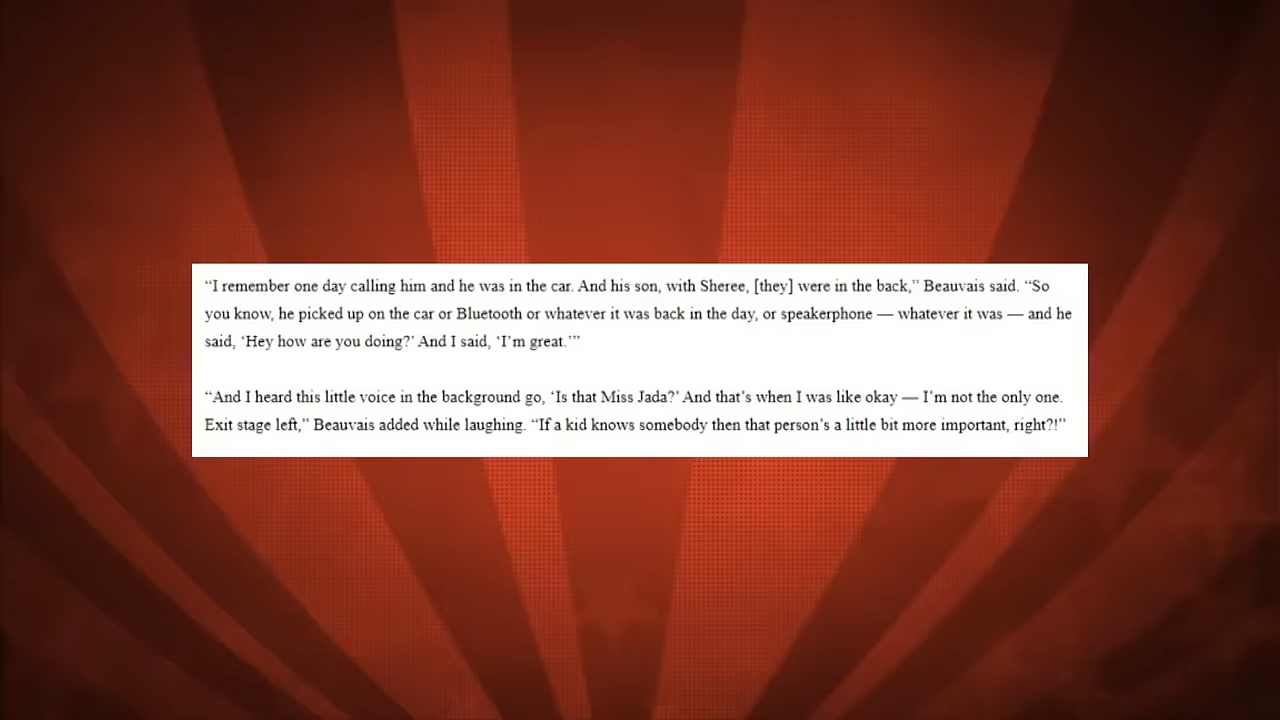 “I remember one day calling him and he was in the car. And his son, with Sheree, [they] were in the back,” Beauvais said. “So
you know, he picked up on the car or Bluetooth or whatever it was back in the day, or speakerphone — whatever it was — and he
said, ‘Hey how are you doing?’ And I said, ‘I’m great.’”
“And I heard this little voice in the background go, ‘Is that Miss Jada?’ And that’s when I was like okay — I’m not the only one.
Exit stage left,” Beauvais added while laughing. “If a kid knows somebody then that person’s a little bit more important, right?!”